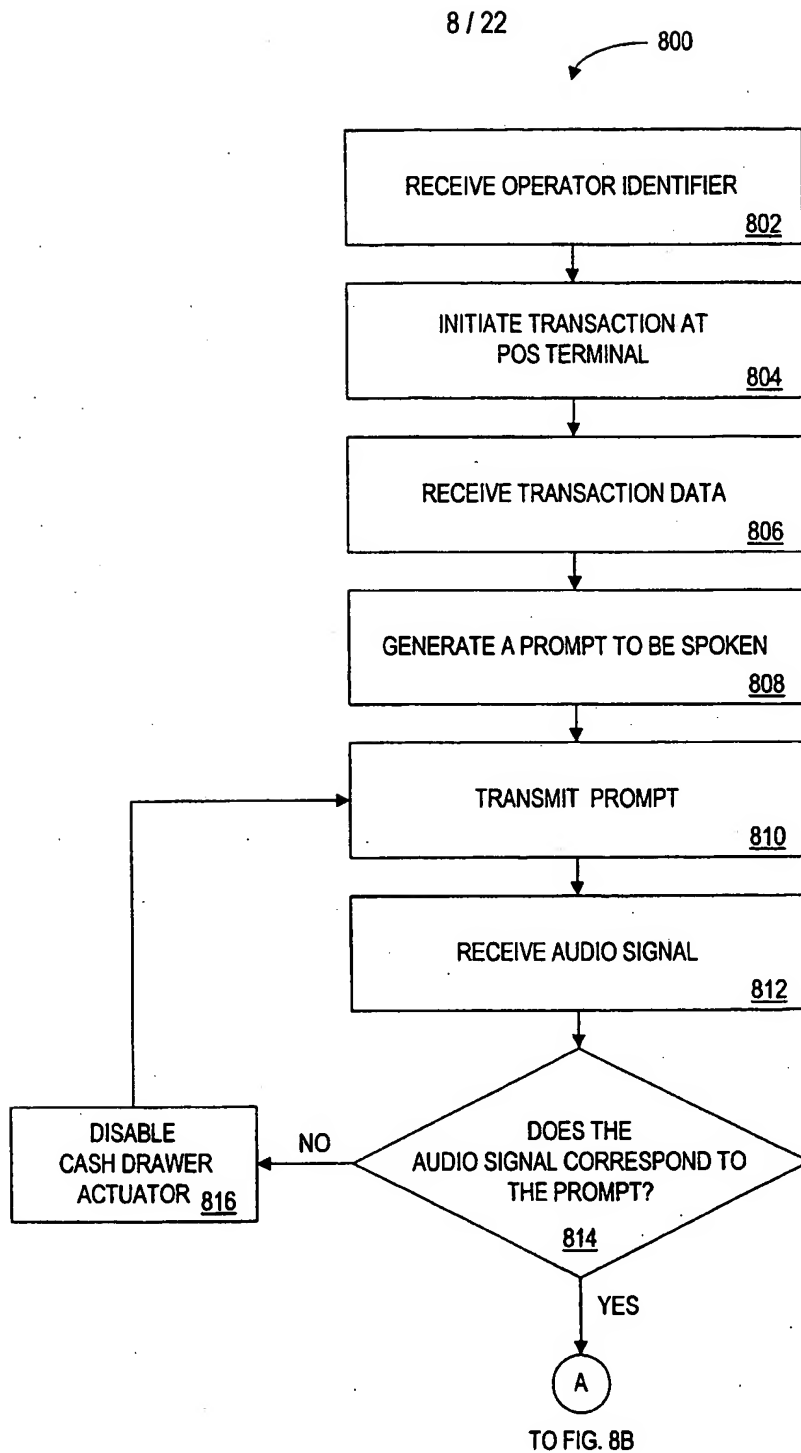 8 / 22
800
RECEIVE OPERATOR IDENTIFIER
802
INITIATE TRANSACTION AT
POS TERMINAL
804
RECEIVE TRANSACTION DATA
806
GENERATE A PROMPT TO BE SPOKEN
808
TRANSMIT PROMPT
810
RECEIVE AUDIO SIGNAL
812
DISABLE
CASH DRAWER
ACTUATOR 816
NO
DOES THE
AUDIO SIGNAL CORRESPOND TO
THE PROMPT?
814
YES
A
TO FIG. 8B